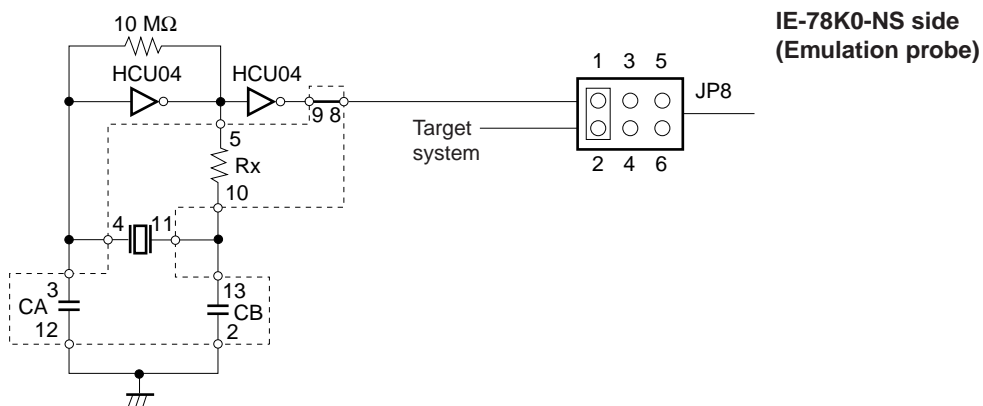 IE-78K0-NS side
(Emulation probe)
10 MΩ
HCU04 HCU04
1 3 5
JP8
9 8
Target
system
5
Rx
2 4 6
10
4 11
3
CA
12
13
CB
2